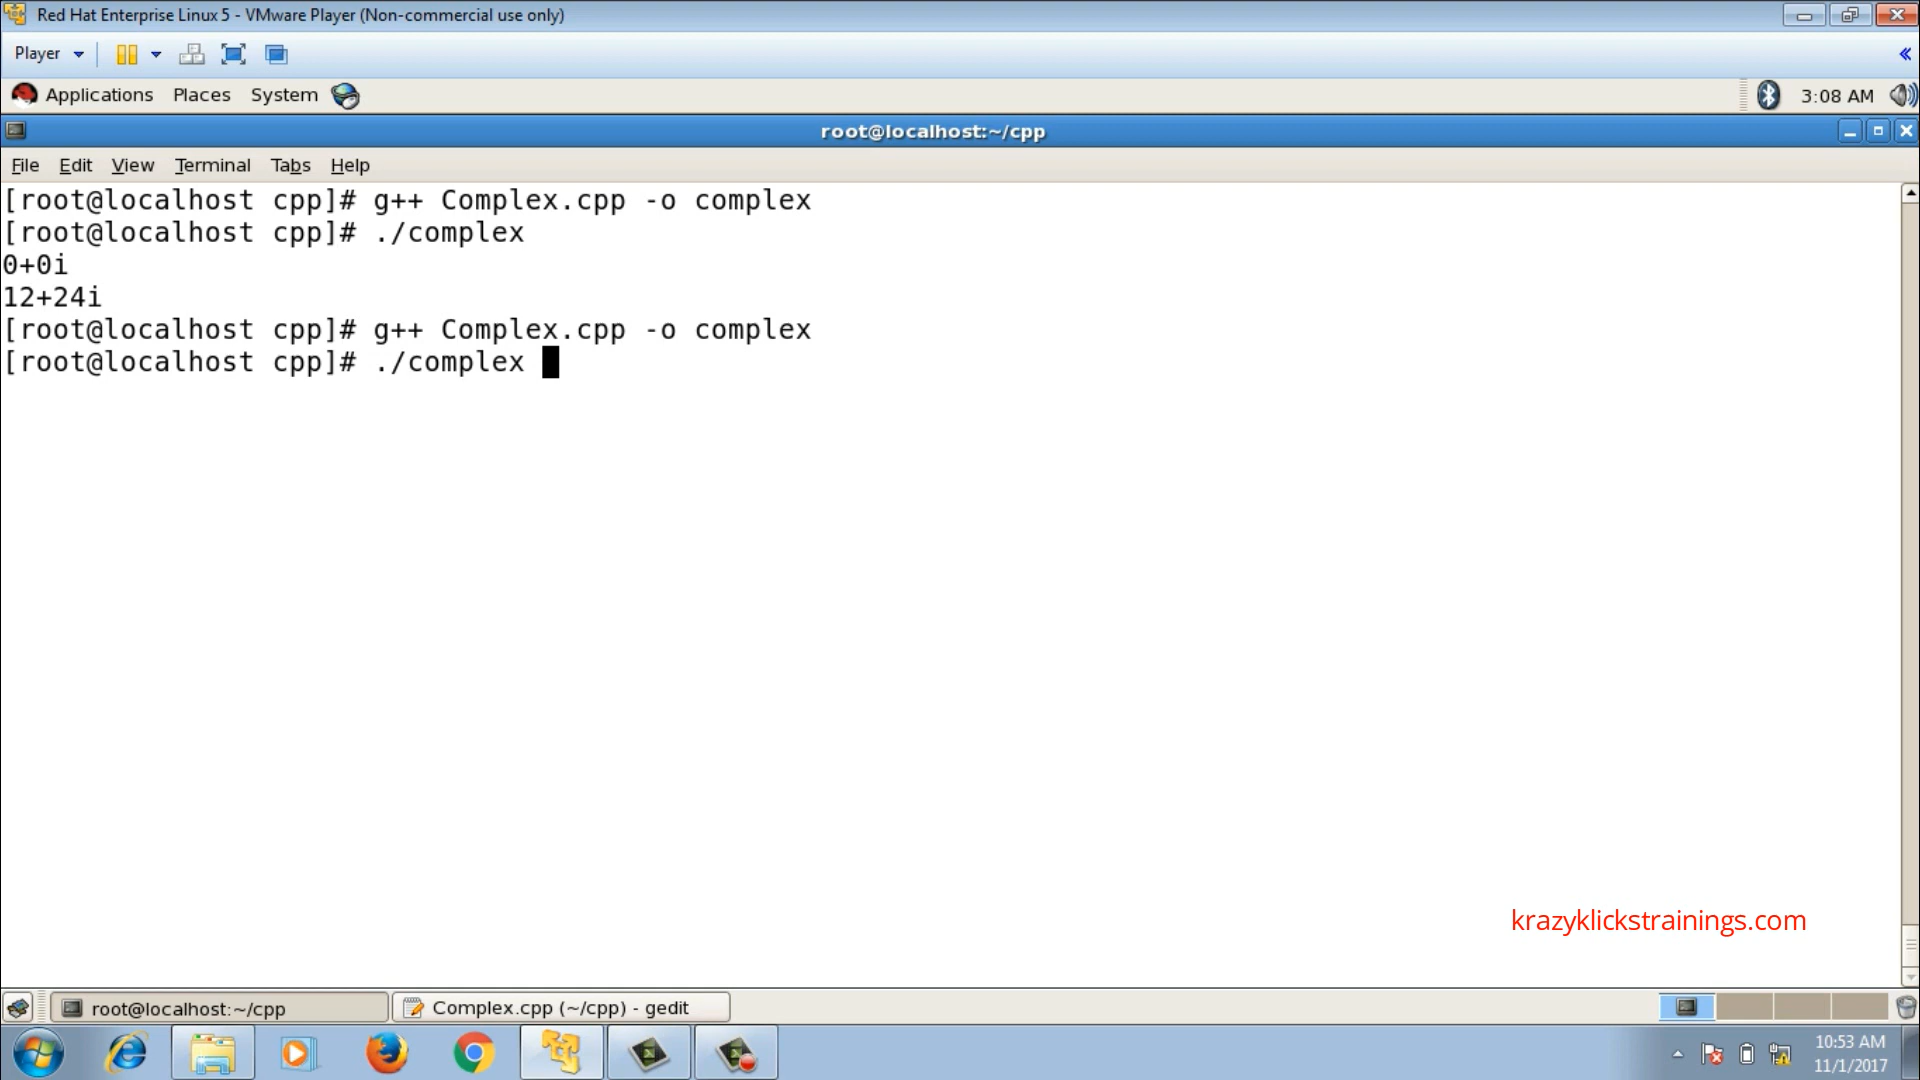 Red Hat Enterprise Linux 5 - VMware Player (Non-commercial use only)
Player
Applications Places System 3:08 AM
root@localhost:~/cpp
File Edit View Terminal Tabs Help
[root@localhost cpp]# g++ Complex.cpp -o complex
[root@localhost cpp]# ./complex
0+0i
12+24i
[root@localhost cpp]# g++ Complex.cpp -o complex
[root@localhost cpp]# ./complex
krazyklickstrainings.com
root@localhost:~/cpp Complex.cpp (~/cpp) - gedit
10:53 AM
11/1/2017